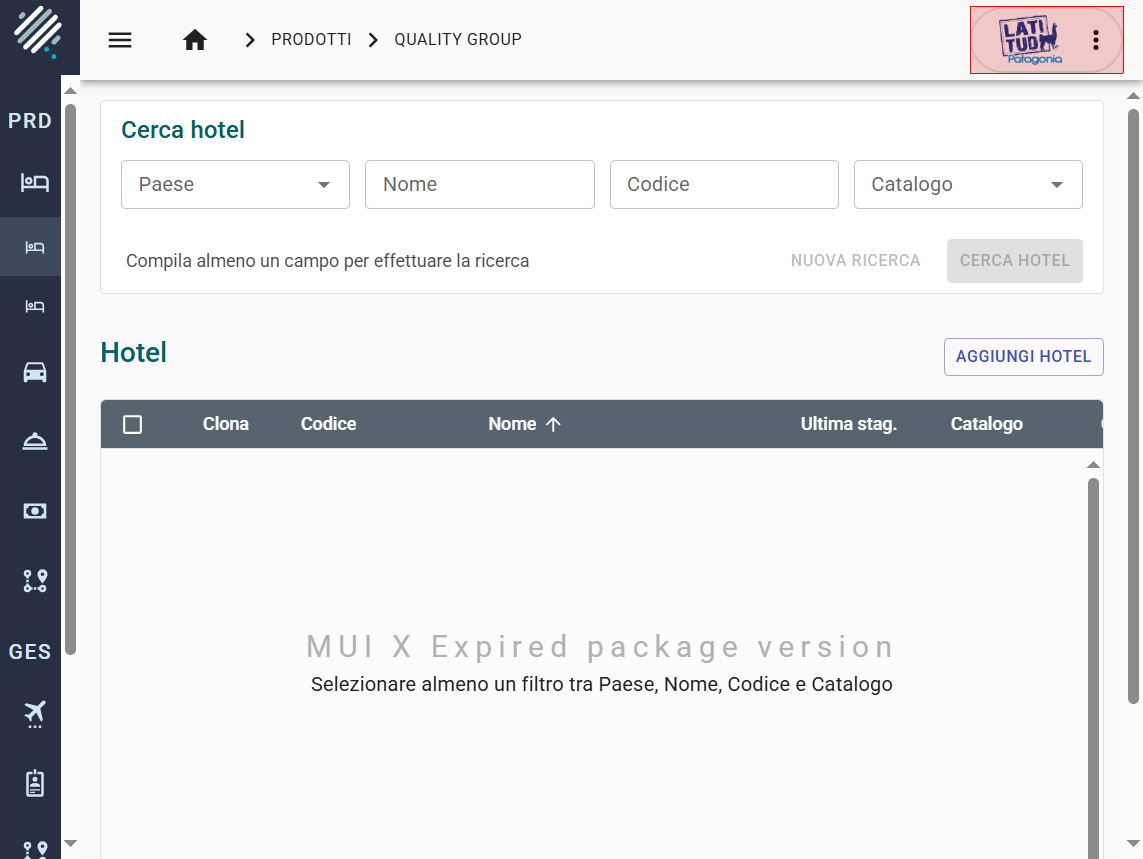 PRODOTTI
QUALITY GROUP
LATI
TUD
Patagonia
PRD
GES
Cerca hotel
Paese
Nome
Codice
Catalogo
Compila almeno un campo per effettuare la ricerca
NUOVA RICERCA
CERCA HOTEL
Hotel
AGGIUNGI HOTEL
Clona
Codice
Nome
Ultima stag.
Catalogo
MUI X Expired package version
Selezionare almeno un filtro tra Paese, Nome, Codice e Catalogo